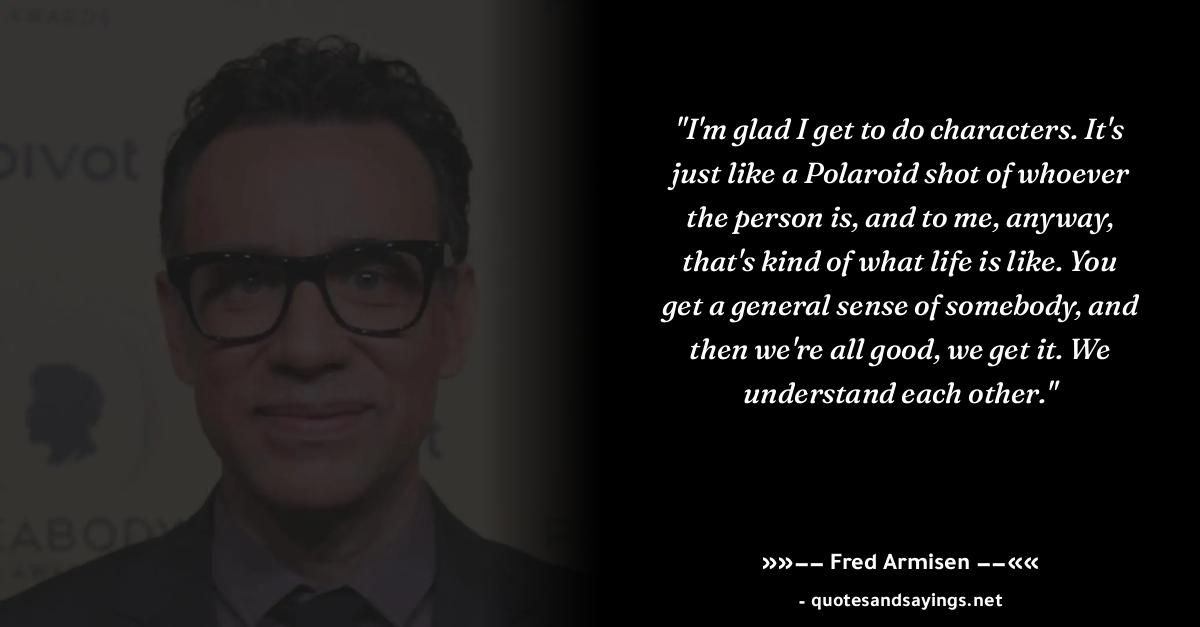 AWARDS
pivot
"I'm glad I get to do characters. It's
just like a Polaroid shot of whoever
the person is, and to me, anyway,
that's kind of what life is like. You
get a general sense of somebody, and
then we're all good, we get it. We
understand each other."
t
EABODY
»»−− Fred Armisen −−««
- quotesandsayings.net